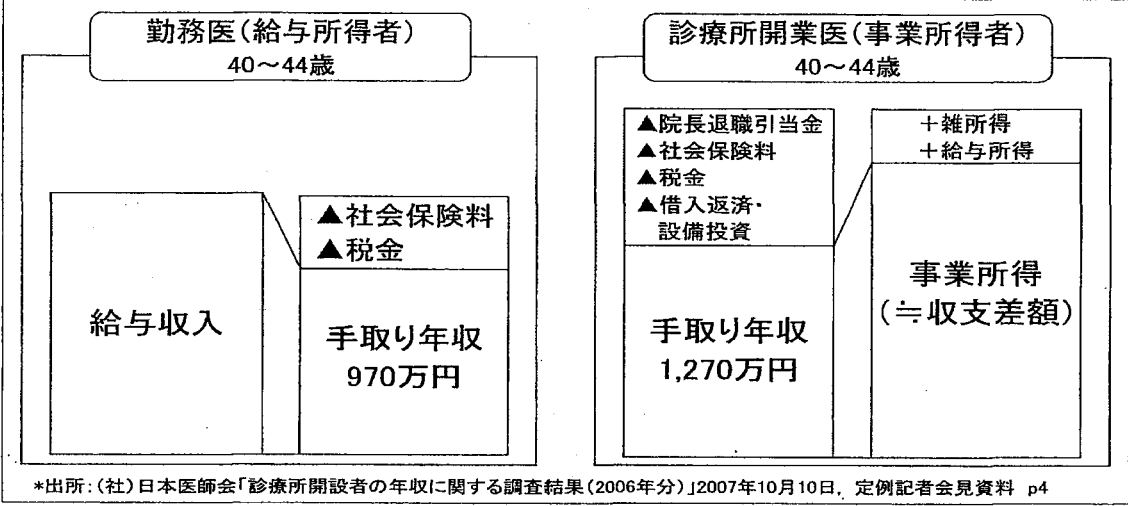 勤務医(給与所得者)
40～44歳
給与収入
▲社会保険料
▲税金
手取り年収
970万円
診療所開業医(事業所得者)
40～44歳
▲院長退職引当金
▲社会保険料
▲税金
▲借入返済・
設備投資
手取り年収
1,270万円
＋雑所得
＋給与所得
事業所得
(≒収支差額)
*出所:(社)日本医師会「診療所開設者の年収に関する調査結果(2006年分)」2007年10月10日, 定例記者会見資料 p4